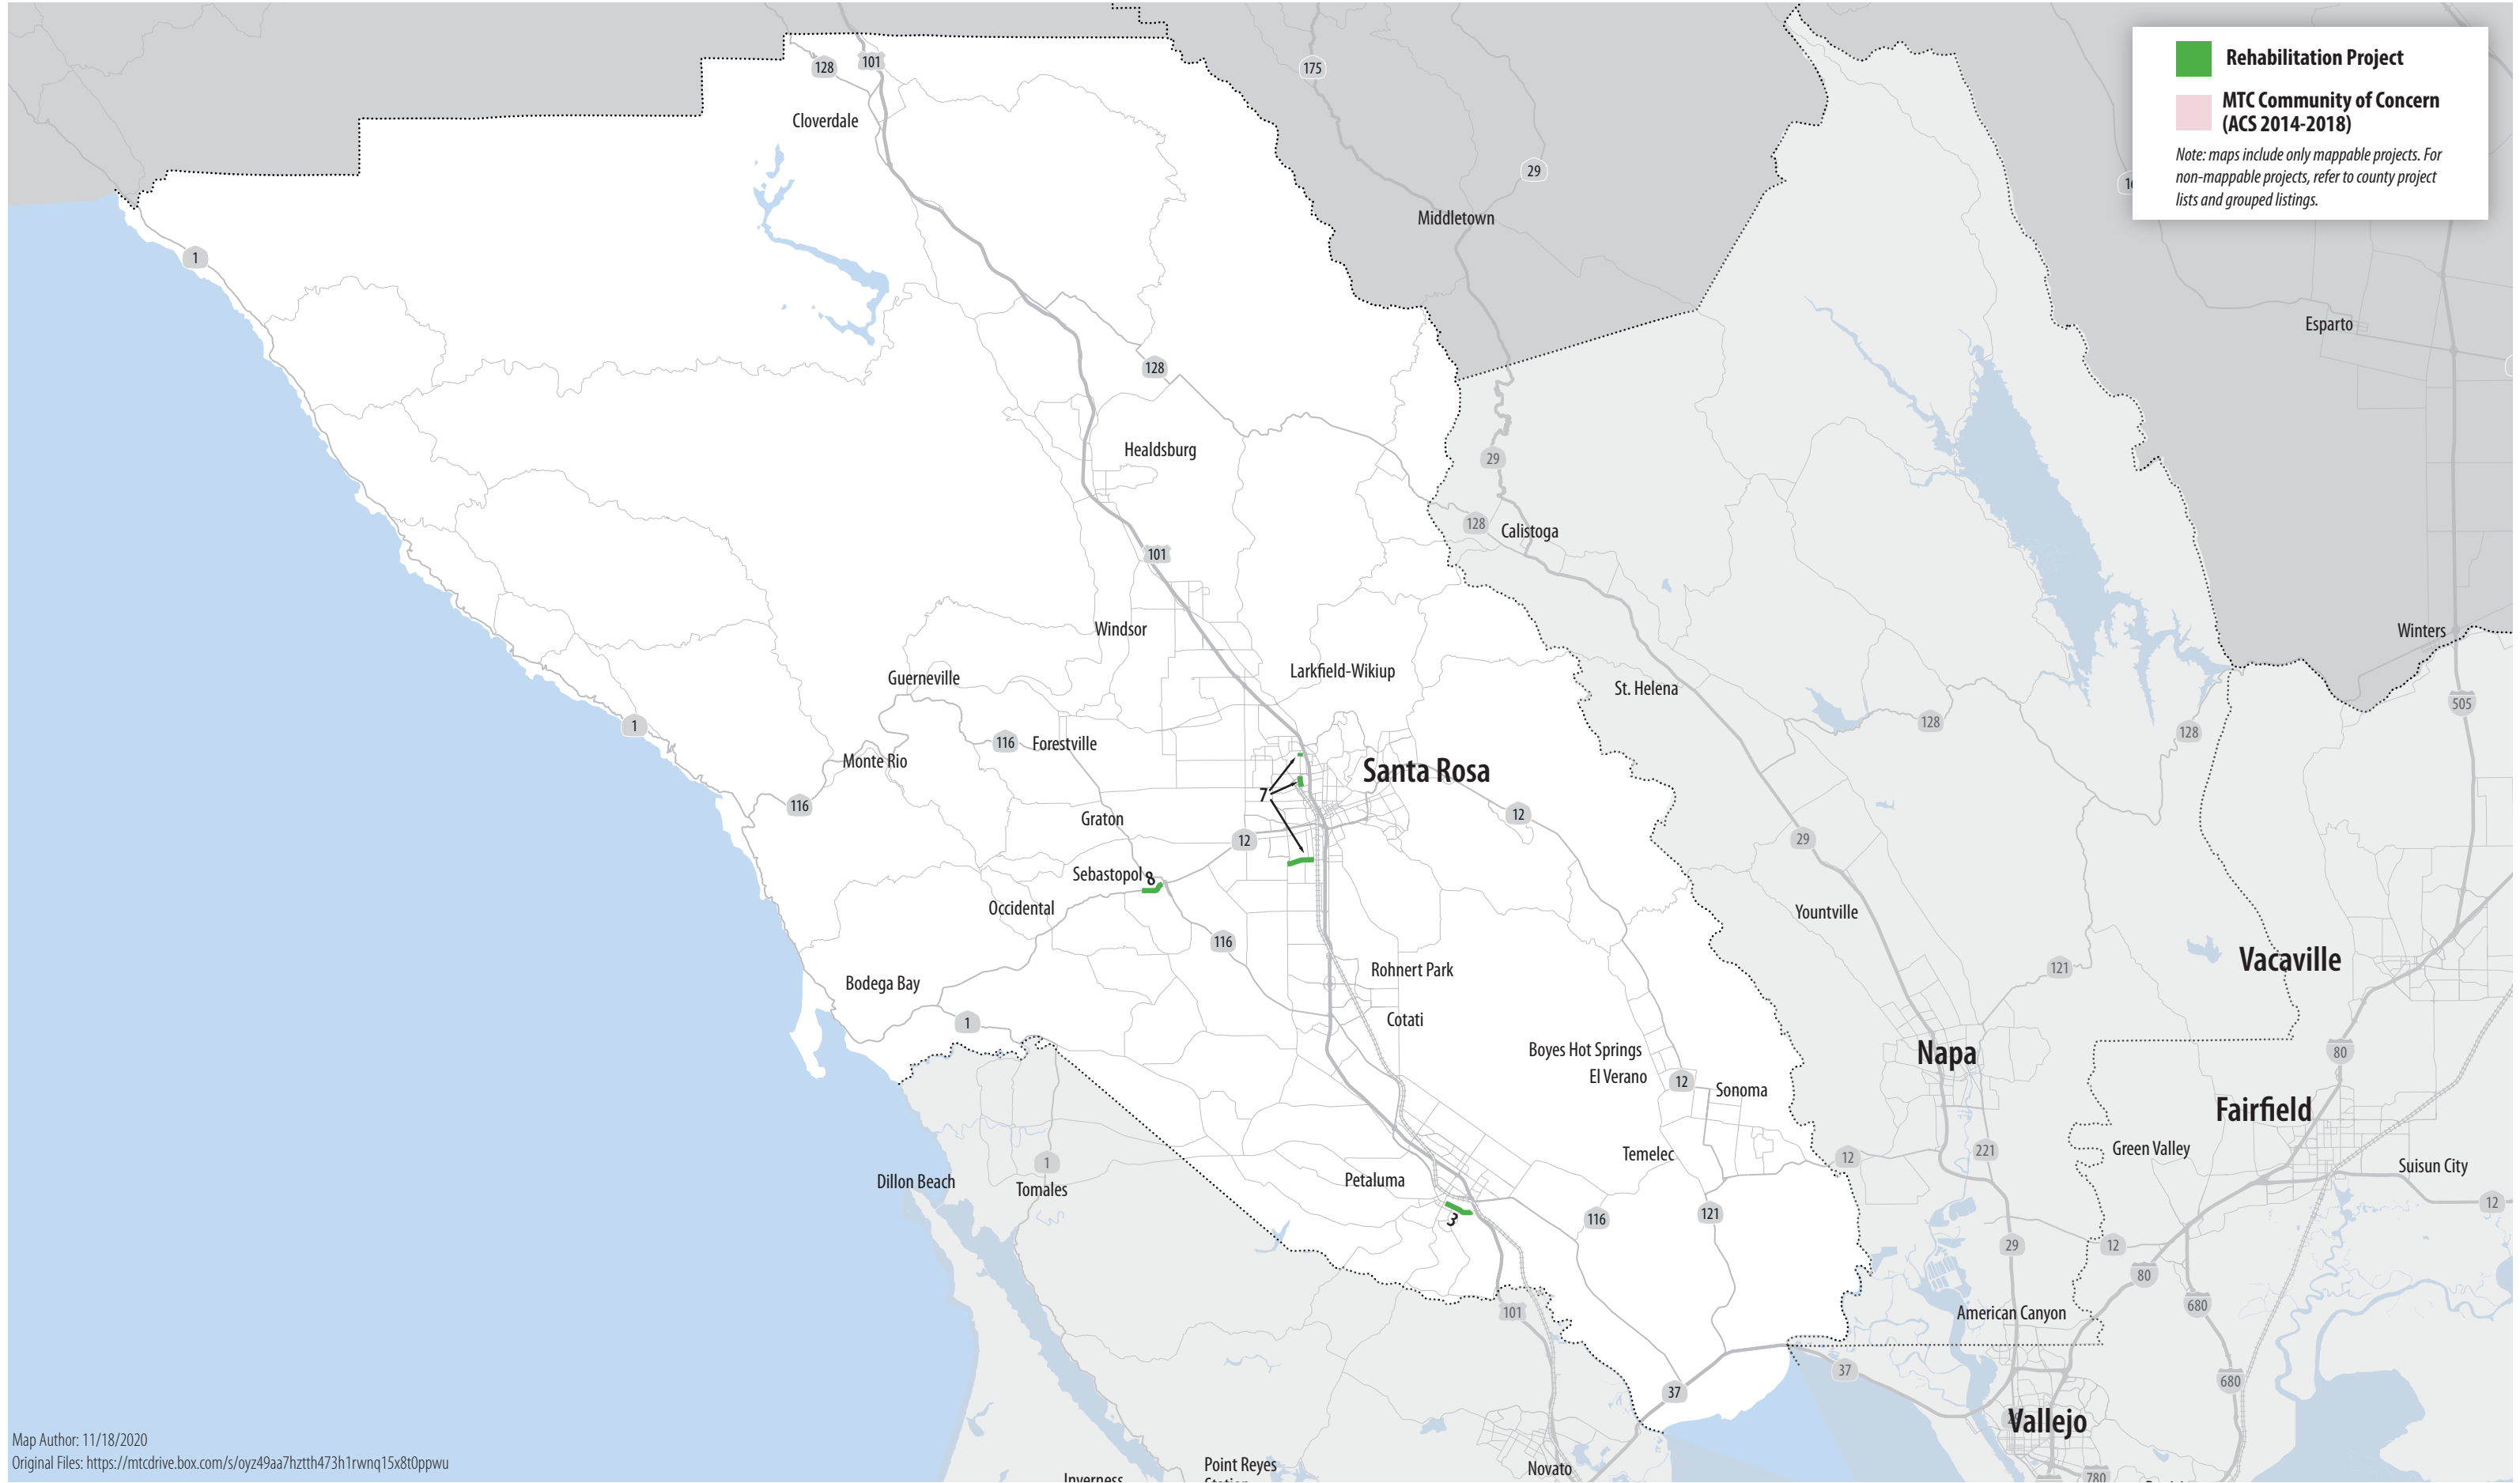 Rehabilitation Project
MTC Community of Concern
(ACS 2014-2018)
Note: maps include only mappable projects. For
non-mappable projects, refer to county project
lists and grouped listings.
128
101
175
Cloverdale
29
Middletown
1
Esparto
128
Healdsburg
29
128
Calistoga
101
Windsor
Winters
Larkfield-Wikiup
Guerneville
St. Helena
505
1
128
128
116
Forestville
Monte Rio
Santa Rosa
7
116
12
Graton
12
29
Sebastopol
8
Occidental
Yountville
116
Vacaville
Rohnert Park
121
Bodega Bay
1
Cotati
Boyes Hot Springs
Napa
80
El Verano
12
Sonoma
Fairfield
Green Valley
221
Temelec
12
1
Suisun City
Petaluma
Dillon Beach
Tomales
12
3
116
121
29
12
80
680
101
American Canyon
37
680
37
Vallejo
Map Author: 11/18/2020
Original Files: https://mtcdrive.box.com/s/oyz49aa7hztth473h1rwnq15x8t0ppwu
Point Reyes
Novato
Inverness
780